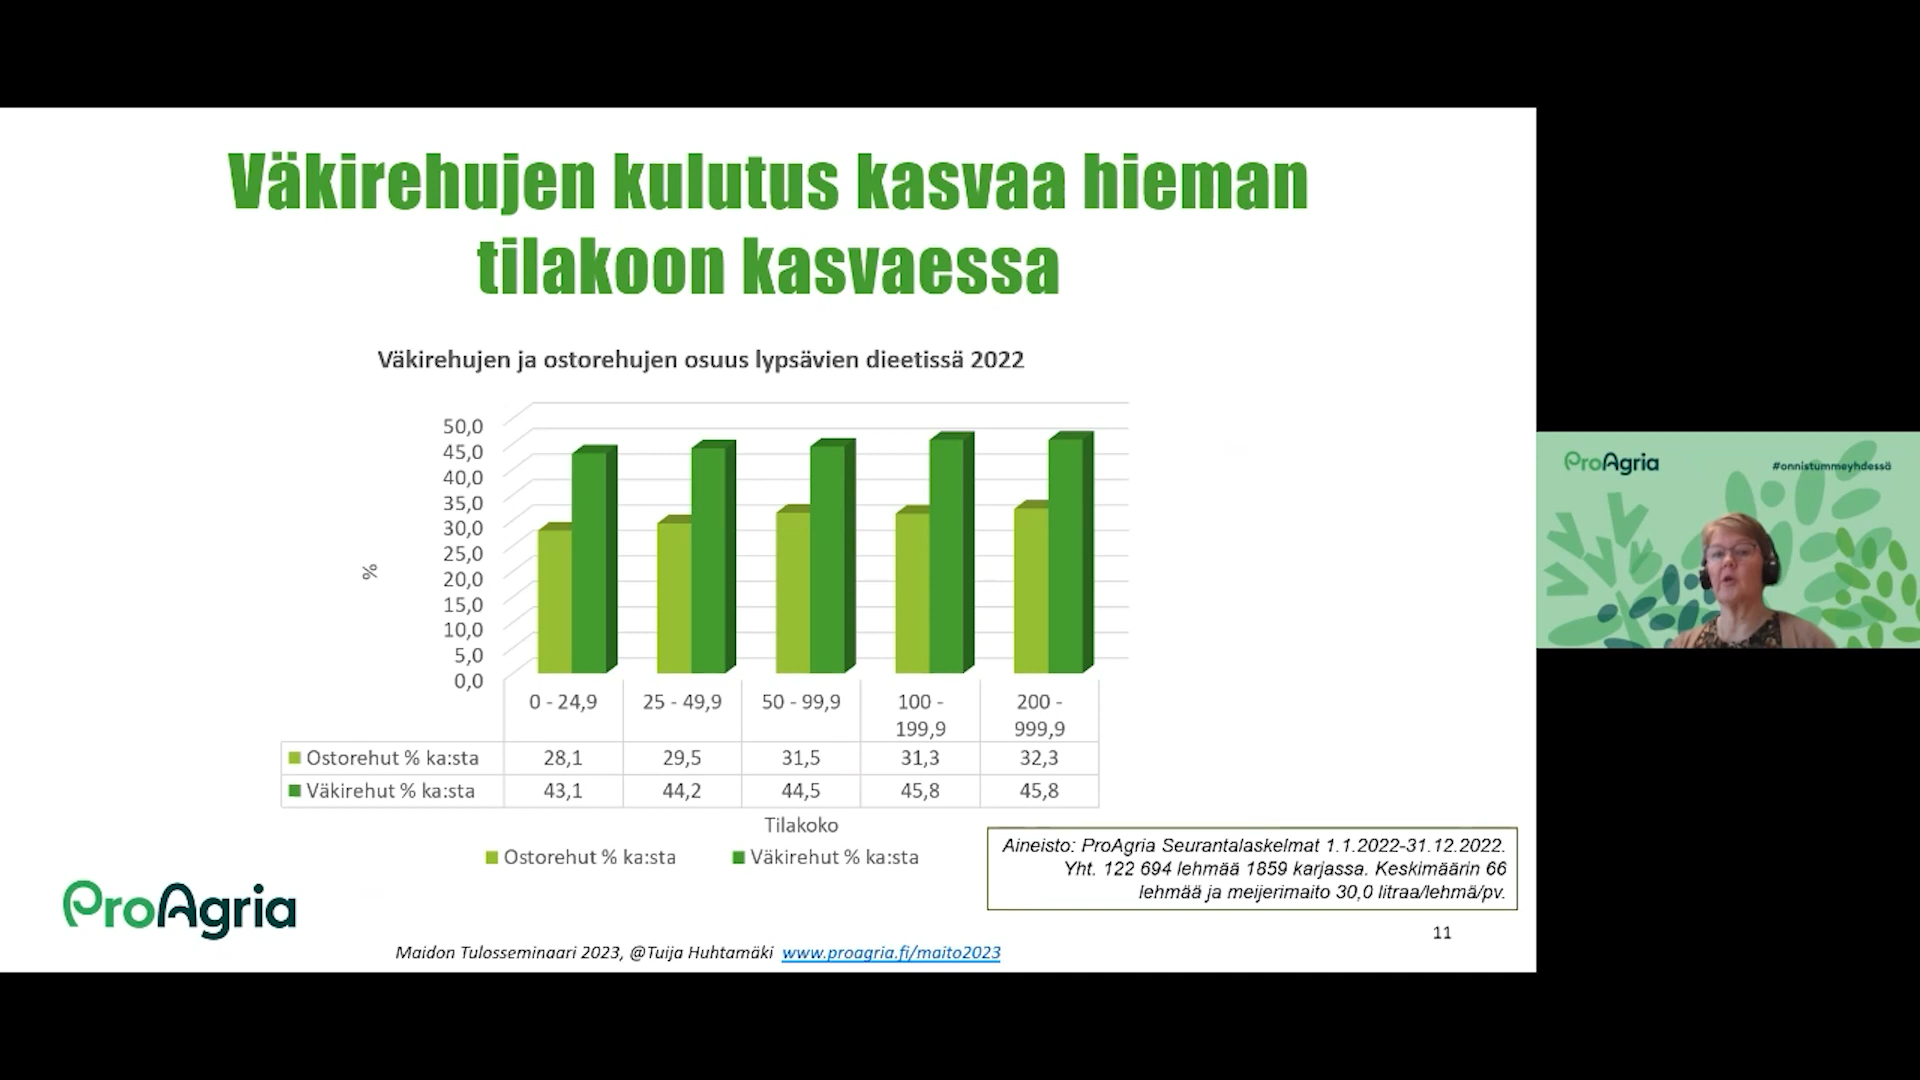 Väkirehujen kulutus kasvaa hieman
tilakoon kasvaessa
Väkirehujen ja ostorehujen osuus lypsävien dieetissä 2022
%
50,0
45,0
40,0
35,0
30,0
25,0
20,0
15,0
10,0
5,0
0,0
0 - 24,9 25 - 49,9 50 - 99,9 100 - 199,9 200 - 999,9
Ostorehut % ka:sta 28,1 29,5 31,5 31,3 32,3
Väkirehut % ka:sta 43,1 44,2 44,5 45,8 45,8
Tilakoko
Ostorehut % ka:sta Väkirehut % ka:sta
Aineisto: ProAgria Seurantalaskelmat 1.1.2022-31.12.2022.
Yht. 122 694 lehmää 1859 karjassa. Keskimäärin 66
lehmää ja meijerimaito 30,0 litraa/lehmä/pv.
ProAgria
11
Maidon Tulosseminaari 2023, @Tuija Huhtamäki www.proagria.fi/maito2023
ProAgria
#onnistummeyhdessä